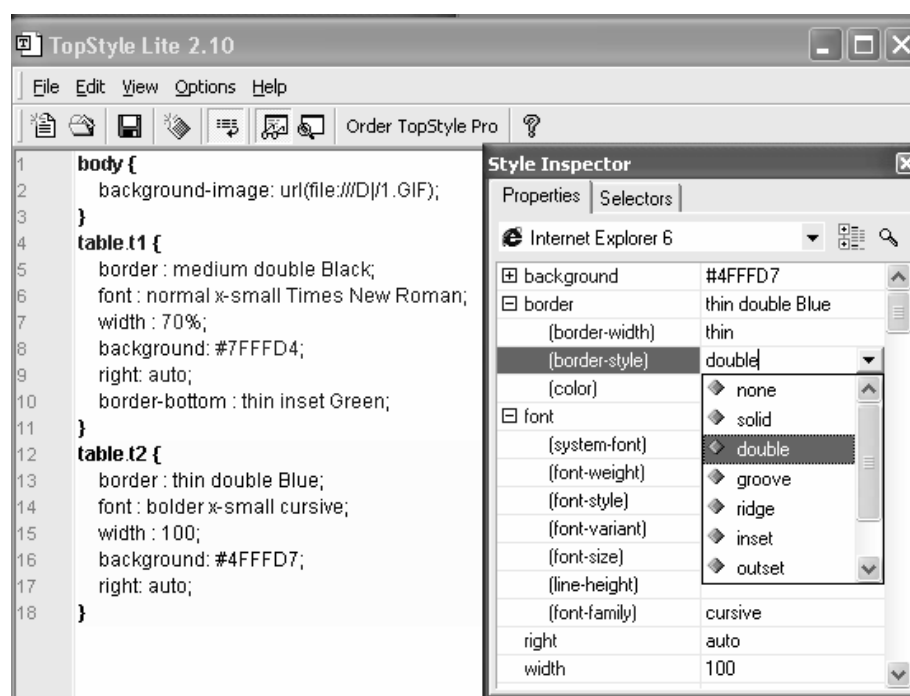 TopStyle Lite 2.10
File Edit View Options Help
Order TopStyle Pro
1 body {
2 background-image: url(file:///D|/1.GIF);
3 }
4 table.t1 {
5 border : medium double Black;
6 font : normal x-small Times New Roman;
7 width : 70%;
8 background: #7FFFD4;
9 right: auto;
10 border-bottom : thin inset Green;
11 }
12 table.t2 {
13 border : thin double Blue;
14 font : bolder x-small cursive;
15 width : 100;
16 background: #4FFFD7;
17 right: auto;
18 }
Style Inspector
Properties Selectors
Internet Explorer 6
background #4FFFD7
border thin double Blue
(border-width) thin
(border-style) double
(color)
none
solid
double
groove
ridge
inset
outset
font
(system-font)
(font-weight)
(font-style)
(font-variant)
(font-size)
(line-height)
(font-family) cursive
right auto
width 100